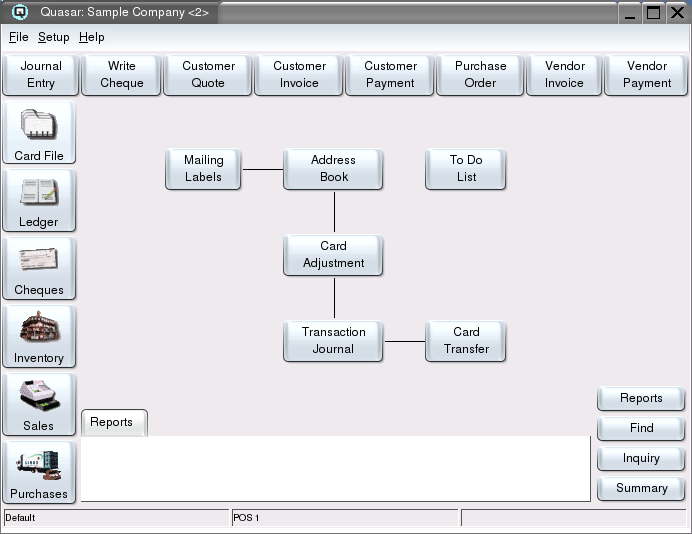 Quasar: Sample Company <2>
File Setup Help
Journal Entry
Write Cheque
Customer Quote
Customer Invoice
Customer Payment
Purchase Order
Vendor Invoice
Vendor Payment
Card File
Ledger
Cheques
Inventory
Sales
Purchases
Mailing
Labels
Address
Book
To Do
List
Card
Adjustment
Transaction
Journal
Card
Transfer
Reports
Reports
Find
Inquiry
Summary
Default
POS 1